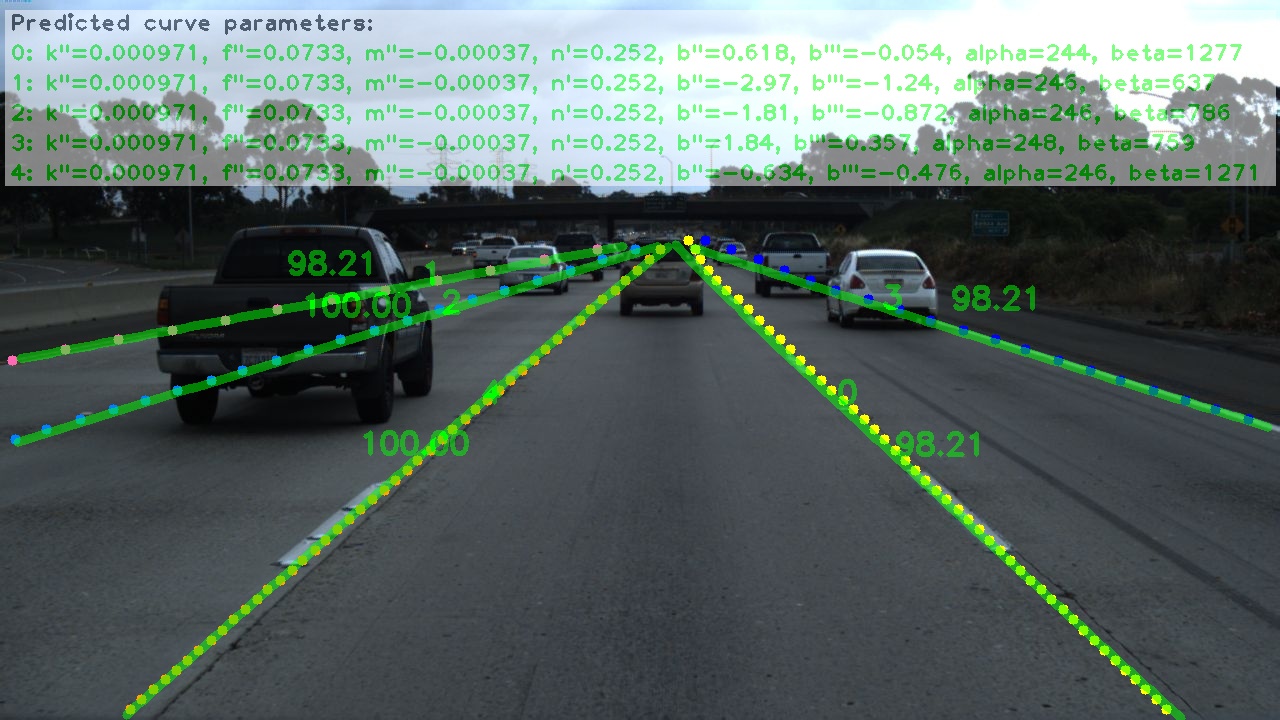 Predicted curve parameters:
0: k''=0.000971, f''=0.0733, m''=-0.00037, n'=0.252, b''=0.618, b'''=-0.054, alpha=244, beta=1277
1: k''=0.000971, f''=0.0733, m''=-0.00037, n'=0.252, b''=-2.97, b'''=-1.24, alpha=246, beta=637
2: k''=0.000971, f''=0.0733, m''=-0.00037, n'=0.252, b''=-1.81, b'''=-0.872, alpha=246, beta=786
3: k''=0.000971, f''=0.0733, m''=-0.00037, n'=0.252, b''=1.84, b'''=0.357, alpha=248, beta=759
4: k''=0.000971, f''=0.0733, m''=-0.00037, n'=0.252, b''=-0.634, b'''=-0.476, alpha=246, beta=1271
98.21 1
100.00 2
3 98.21
4
0
100.00
98.21